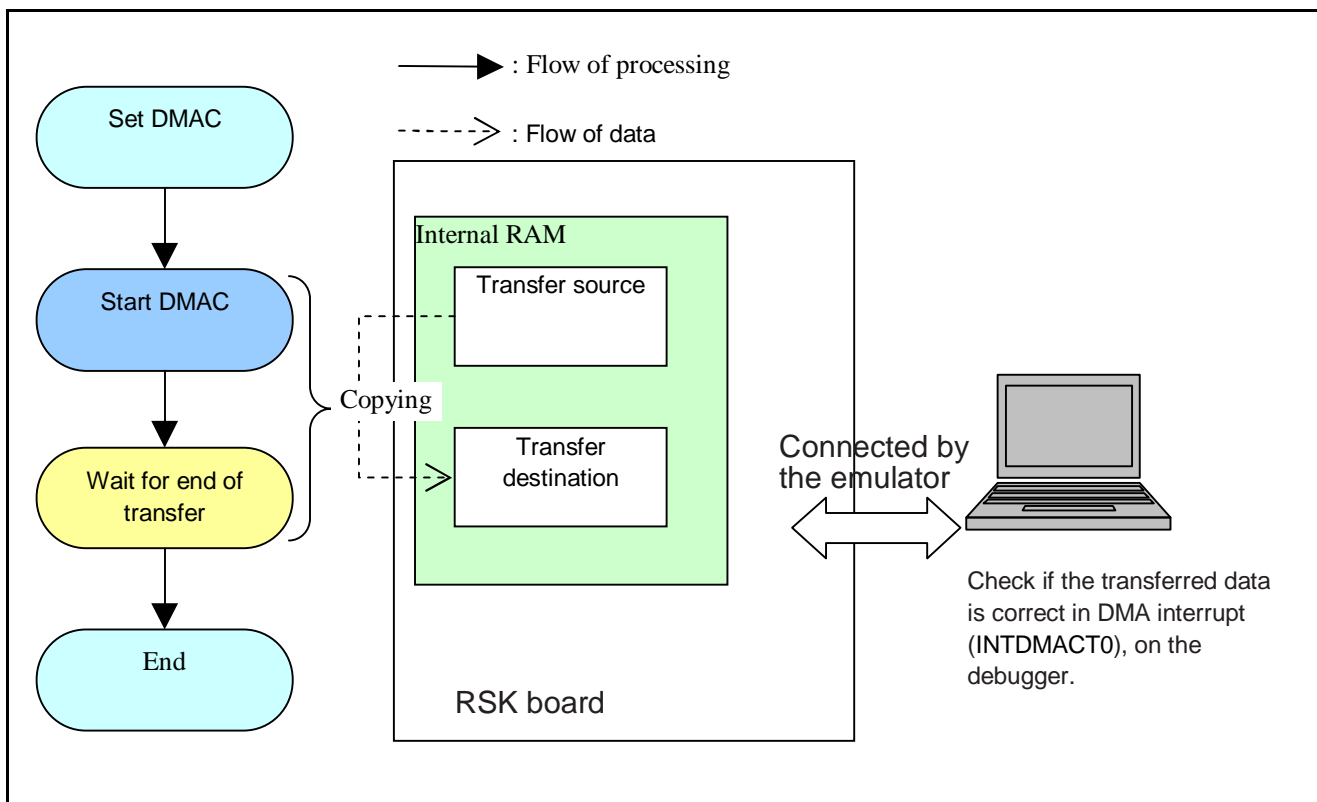 : Flow of processing
: Flow of data
Set DMAC
Start DMAC
Wait for end of
transfer
End
Copying
Internal RAM
Transfer source
Transfer
destination
RSK board
Connected by
the emulator
Check if the transferred data
is correct in DMA interrupt
(INTDMACT0), on the
debugger.